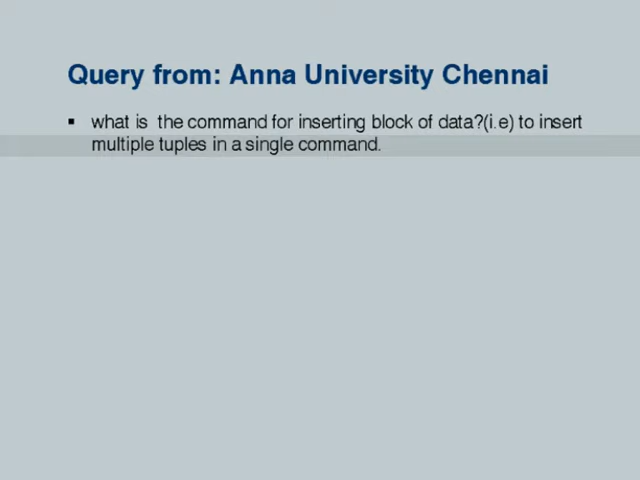 Query from: Anna University Chennai
▪ what is the command for inserting block of data?(i.e) to insert
multiple tuples in a single command.